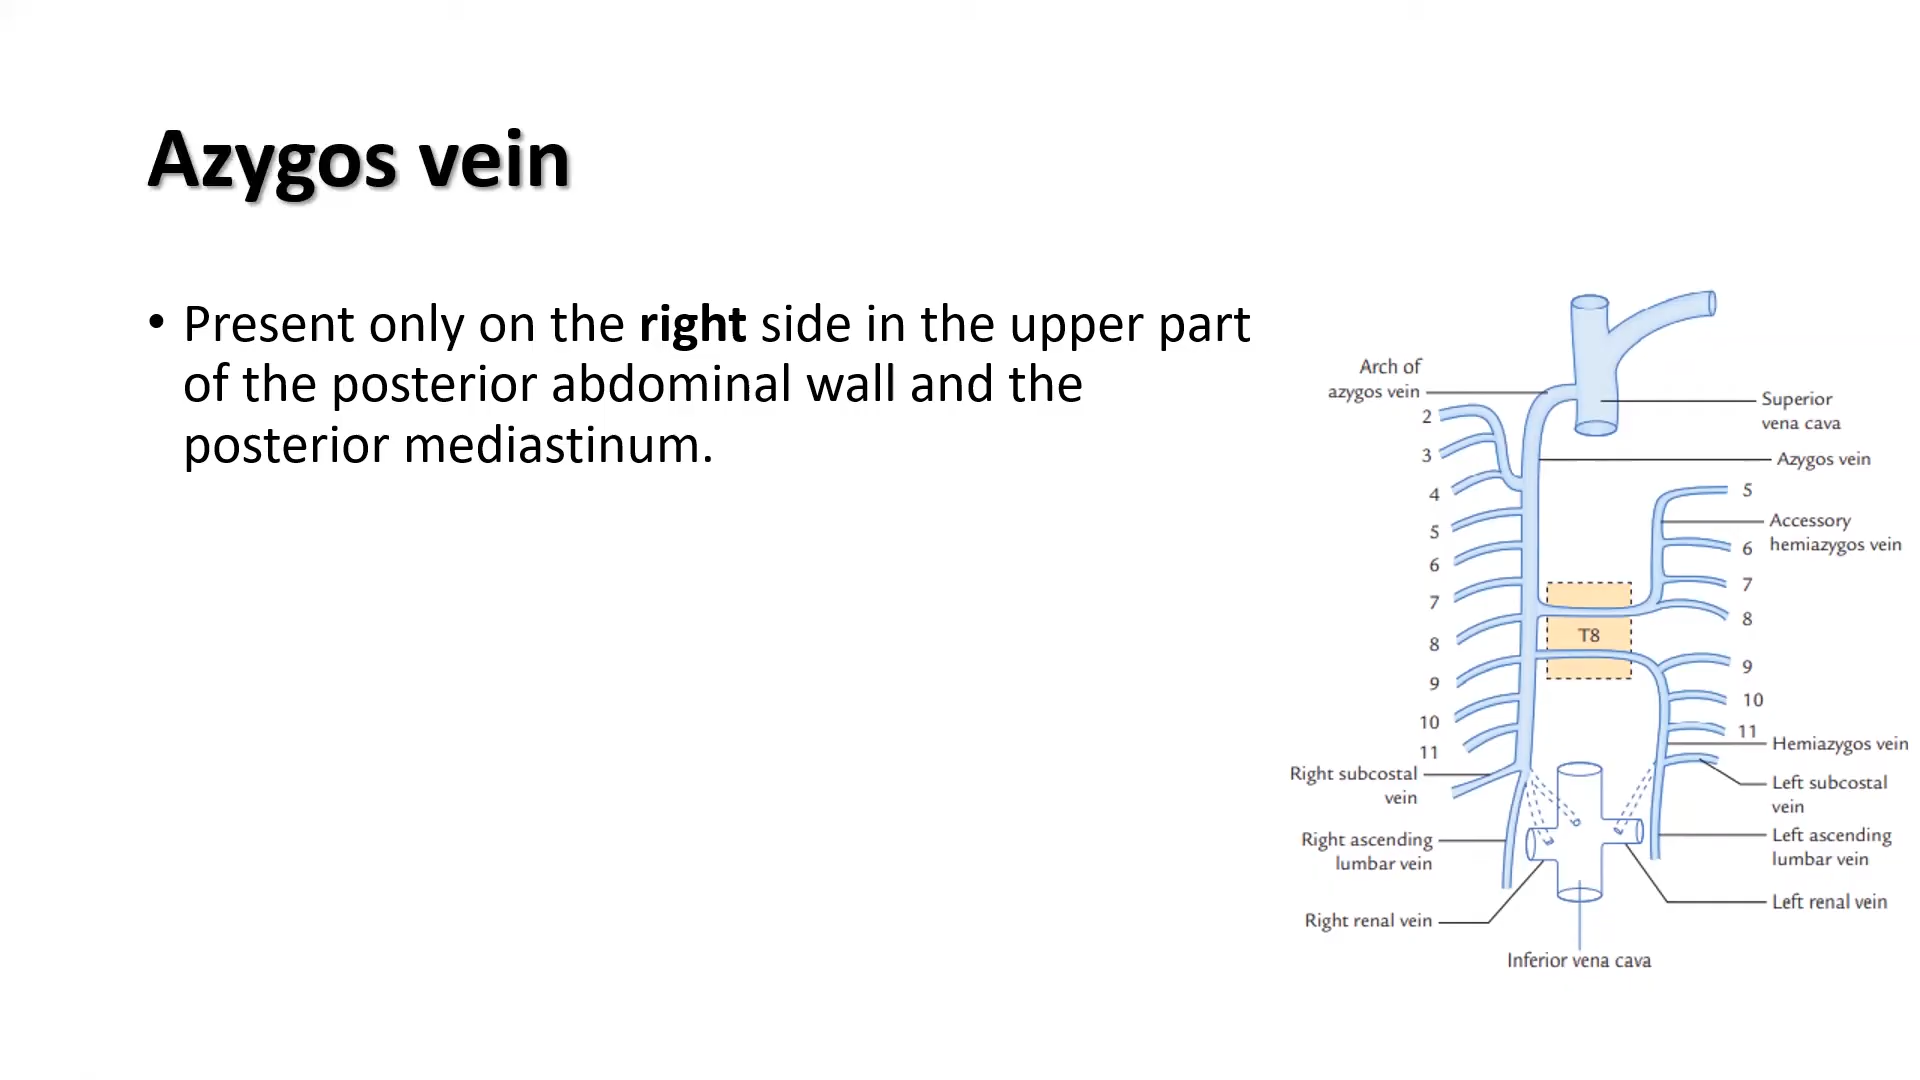 Azygos vein
• Present only on the right side in the upper part
of the posterior abdominal wall and the
posterior mediastinum.
Arch of
azygos vein
2
3
4
5
6
7
8
9
10
11
Right subcostal
vein
Right ascending
lumbar vein
Right renal vein
Inferior vena cava
T8
Superior
vena cava
Azygos vein
5
Accessory
hemiazygos vein
6
7
8
9
10
11
Hemiazygos vein
Left subcostal
vein
Left ascending
lumbar vein
Left renal vein